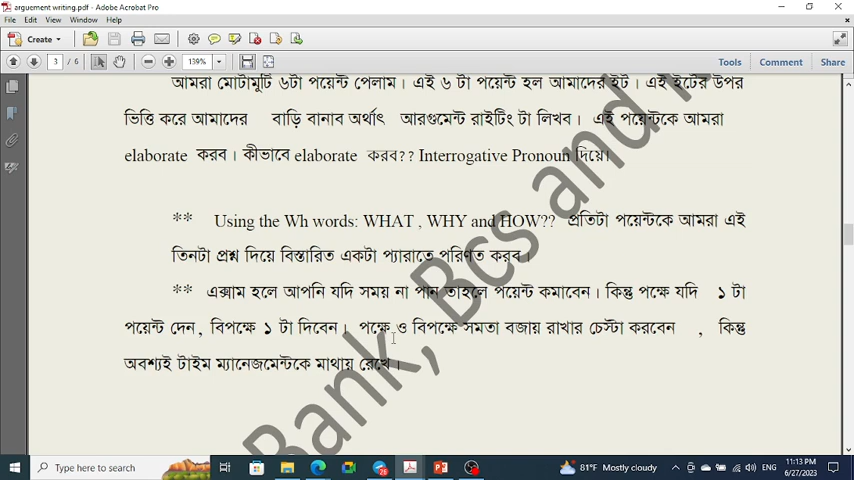 arguement writing.pdf - Adobe Acrobat Pro
File Edit View Window Help
Create
3 / 6 139% Tools Comment Share
আমরা মোটামুটি ৬টা পয়েন্ট পেলাম। এই ৬ টা পয়েন্ট হল আমাদের ইট। এই ইটের উপর
ভিত্তি করে আমাদের বাড়ি বানাব অর্থাৎ আরগুমেন্ট রাইটিং টা লিখব। এই পয়েন্টকে আমরা
elaborate করব। কীভাবে elaborate করব?? Interrogative Pronoun দিয়ে।
** Using the Wh words: WHAT , WHY and HOW?? প্রতিটা পয়েন্টকে আমরা এই
তিনটা প্রশ্ন দিয়ে বিস্তারিত একটা প্যারাতে পরিণত করব।
** এক্সাম হলে আপনি যদি সময় না পান তাহলে পয়েন্ট কমাবেন। কিন্তু পক্ষে যদি ১ টা
পয়েন্ট দেন, বিপক্ষে ১ টা দিবেন। পক্ষে ও বিপক্ষে সমতা বজায় রাখার চেস্টা করবেন , কিন্তু
অবশ্যই টাইম ম্যানেজমেন্টকে মাথায় রেখে।
Bank, Bcs and
Type here to search
81°F Mostly cloudy
ENG
11:13 PM
6/27/2023